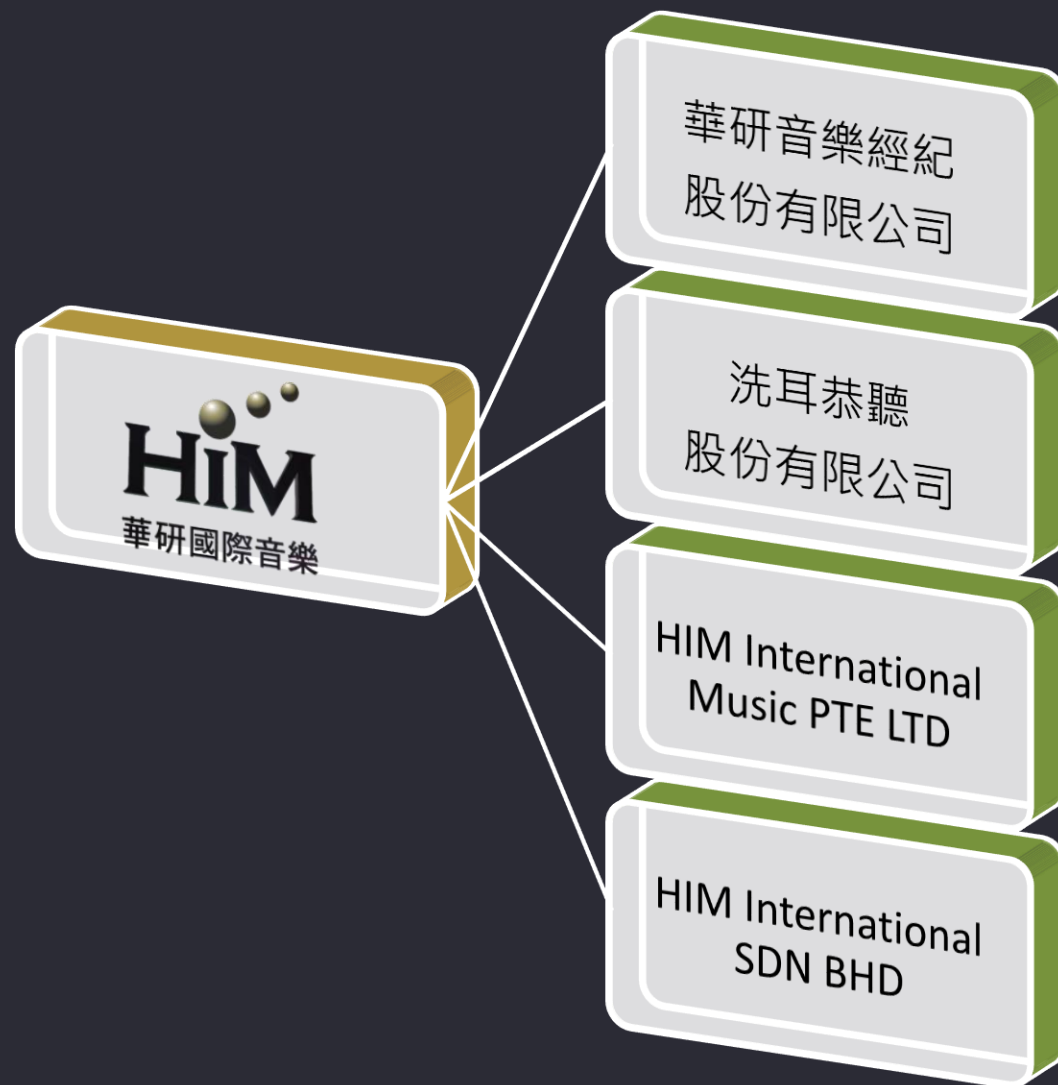 HiM
華研國際音樂
華研音樂經紀
股份有限公司
洗耳恭聽
股份有限公司
HIM International
Music PTE LTD
HIM International
SDN BHD